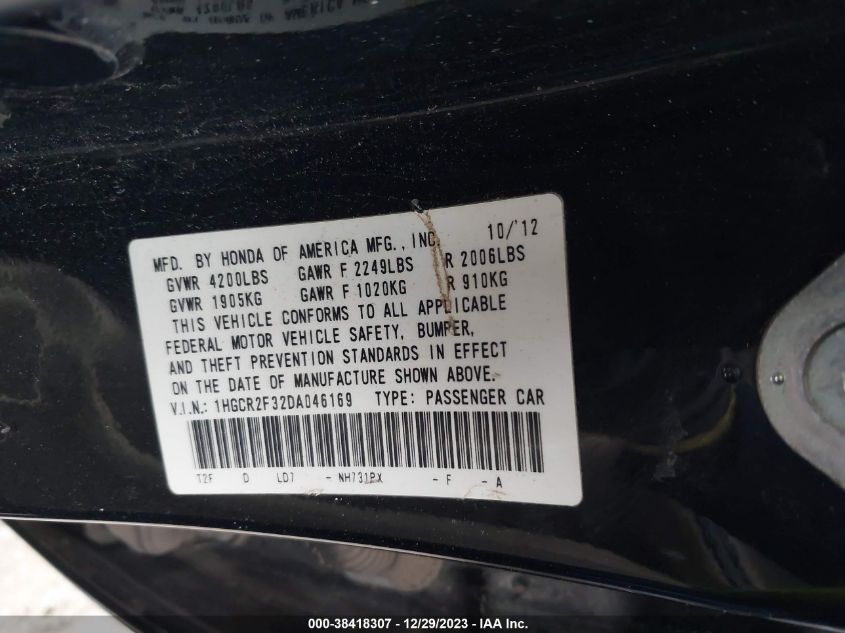 MFD. BY HONDA OF AMERICA MFG., INC. 10/'12
GVWR 4200LBS GAWR F 2249LBS R 2006LBS
GVWR 1905KG GAWR F 1020KG R 910KG
THIS VEHICLE CONFORMS TO ALL APPLICABLE
FEDERAL MOTOR VEHICLE SAFETY, BUMPER,
AND THEFT PREVENTION STANDARDS IN EFFECT
ON THE DATE OF MANUFACTURE SHOWN ABOVE.
V.I.N.: 1HGCR2F32DA046169 TYPE: PASSENGER CAR
T2F D LD7 - NH731PX - F - A
000-38418307 - 12/29/2023 - IAA Inc.